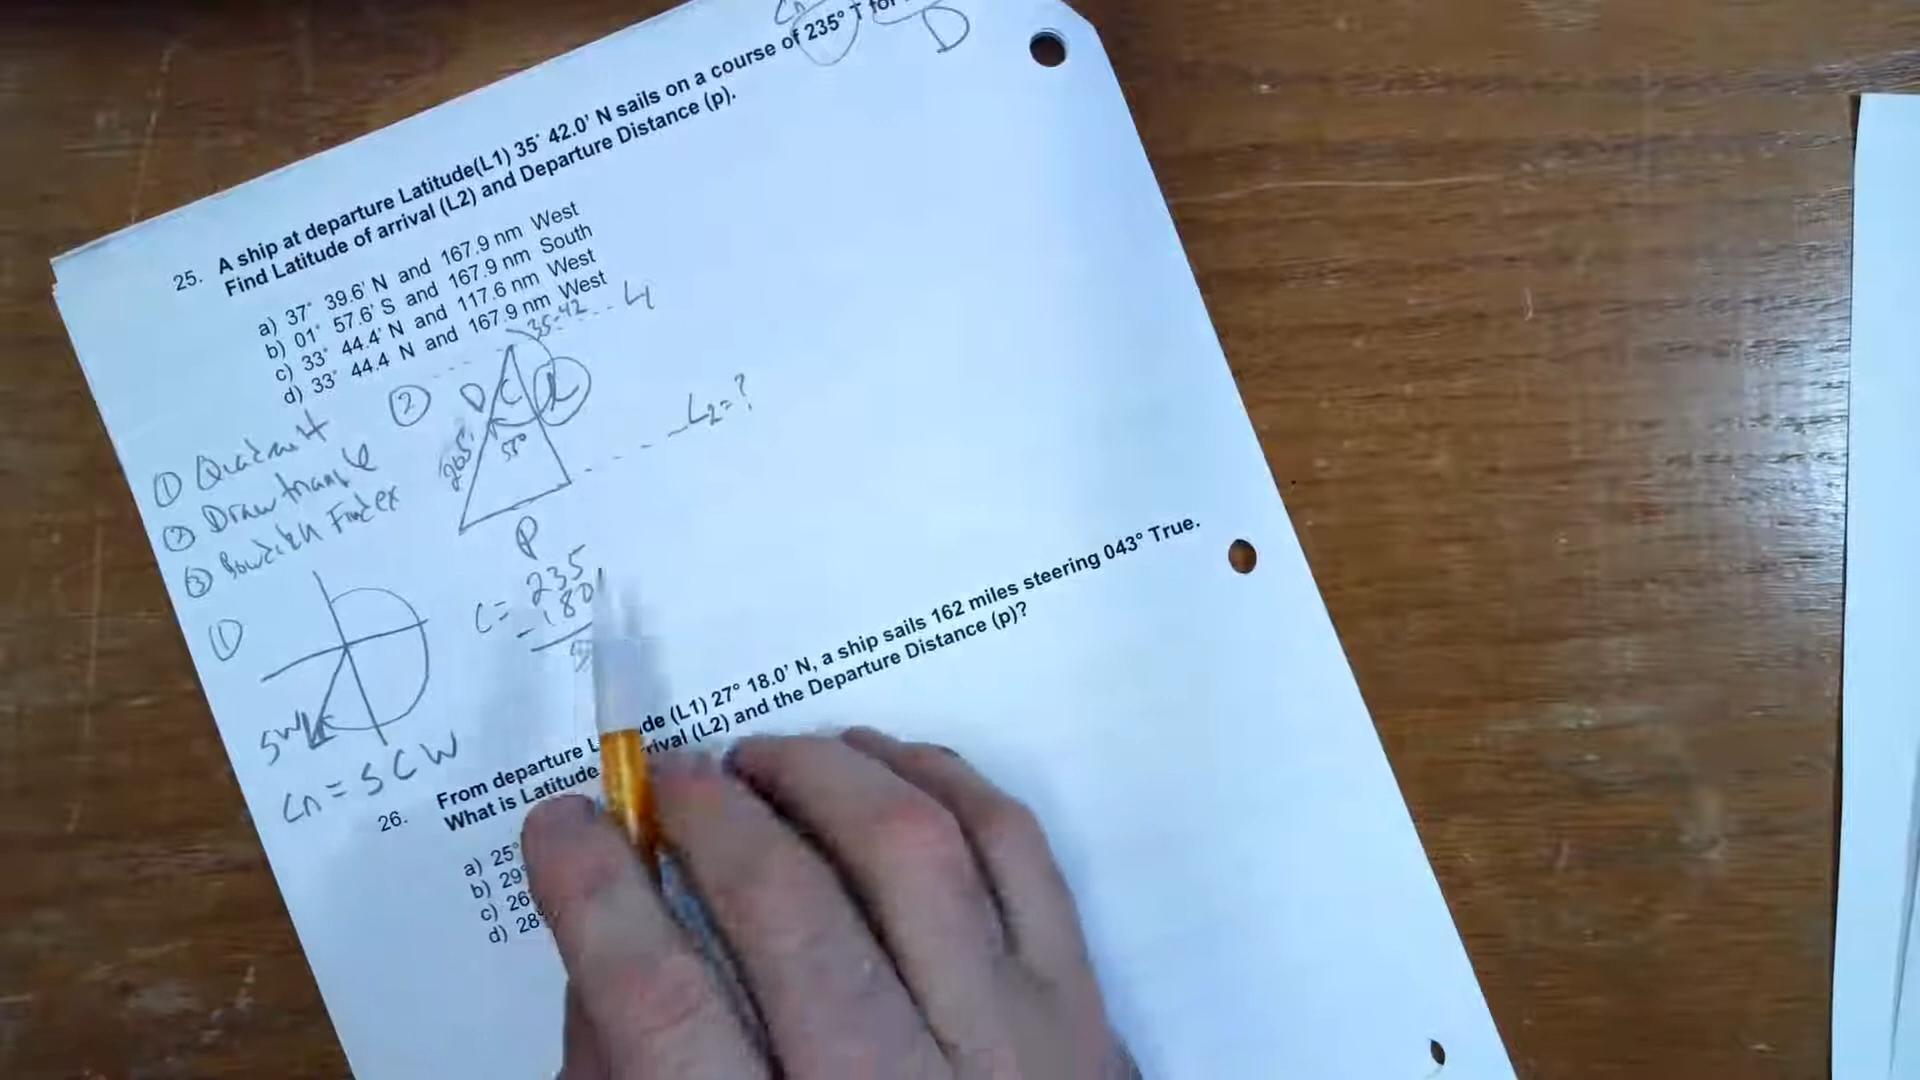 Cn
25. A ship at departure Latitude(L1) 35° 42.0' N sails on a course of 235° T for
D
Find Latitude of arrival (L2) and Departure Distance (p).
a) 37° 39.6' N and 167.9 nm West
b) 01° 57.6' S and 167.9 nm South
c) 33° 44.4' N and 117.6 nm West
d) 33° 44.4 N and 167.9 nm West
35-42 L1
② D C l
① Quadrant
② Draw triangle
③ Bowditch Index
L2=?
55°
P
C= 235
-180
①
SW
Cn = S C W
26. From departure L de (L1) 27° 18.0' N, a ship sails 162 miles steering 043° True.
What is Latitude rival (L2) and the Departure Distance (p)?
a) 25°
b) 29°
c) 26
d) 28°